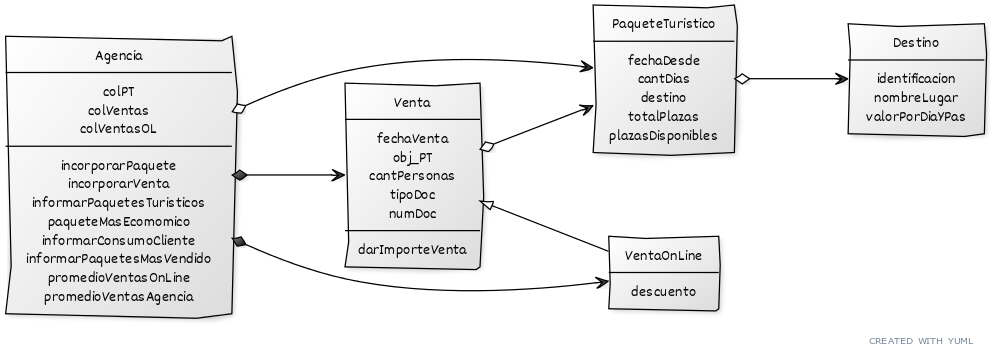 Agencia
colPT
colVentas
colVentasOL
incorporarPaquete
incorporarVenta
informarPaquetesTuristicos
paqueteMasEcomomico
informarConsumoCliente
informarPaquetesMasVendido
promedioVentasOnLine
promedioVentasAgencia
Venta
fechaVenta
obj_PT
cantPersonas
tipoDoc
numDoc
darImporteVenta
PaqueteTuristico
fechaDesde
cantDias
destino
totalPlazas
plazasDisponibles
VentaOnLine
descuento
Destino
identificacion
nombreLugar
valorPorDiaYPas
CREATED WITH YUML